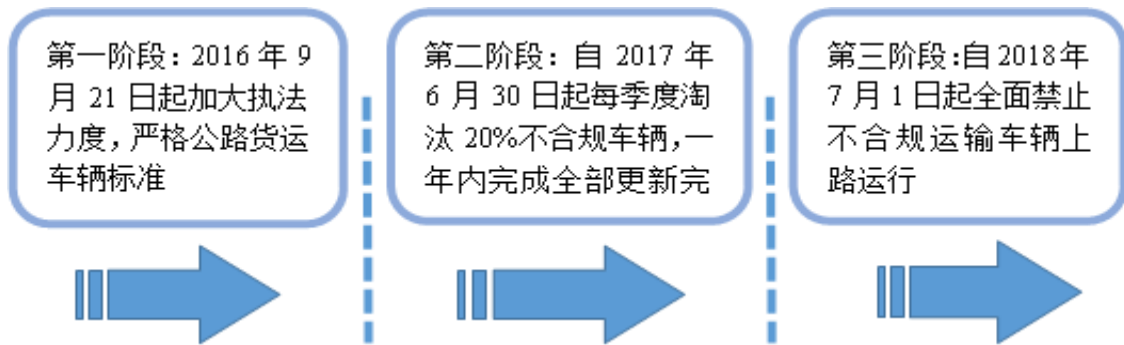 第一阶段：2016 年 9
月 21 日起加大执法
力度，严格公路货运
车辆标准
第二阶段：自 2017 年
6 月 30 日起每季度淘
汰 20%不合规车辆，一
年内完成全部更新完
第三阶段:自 2018 年
7 月 1 日起全面禁止
不合规运输车辆上
路运行